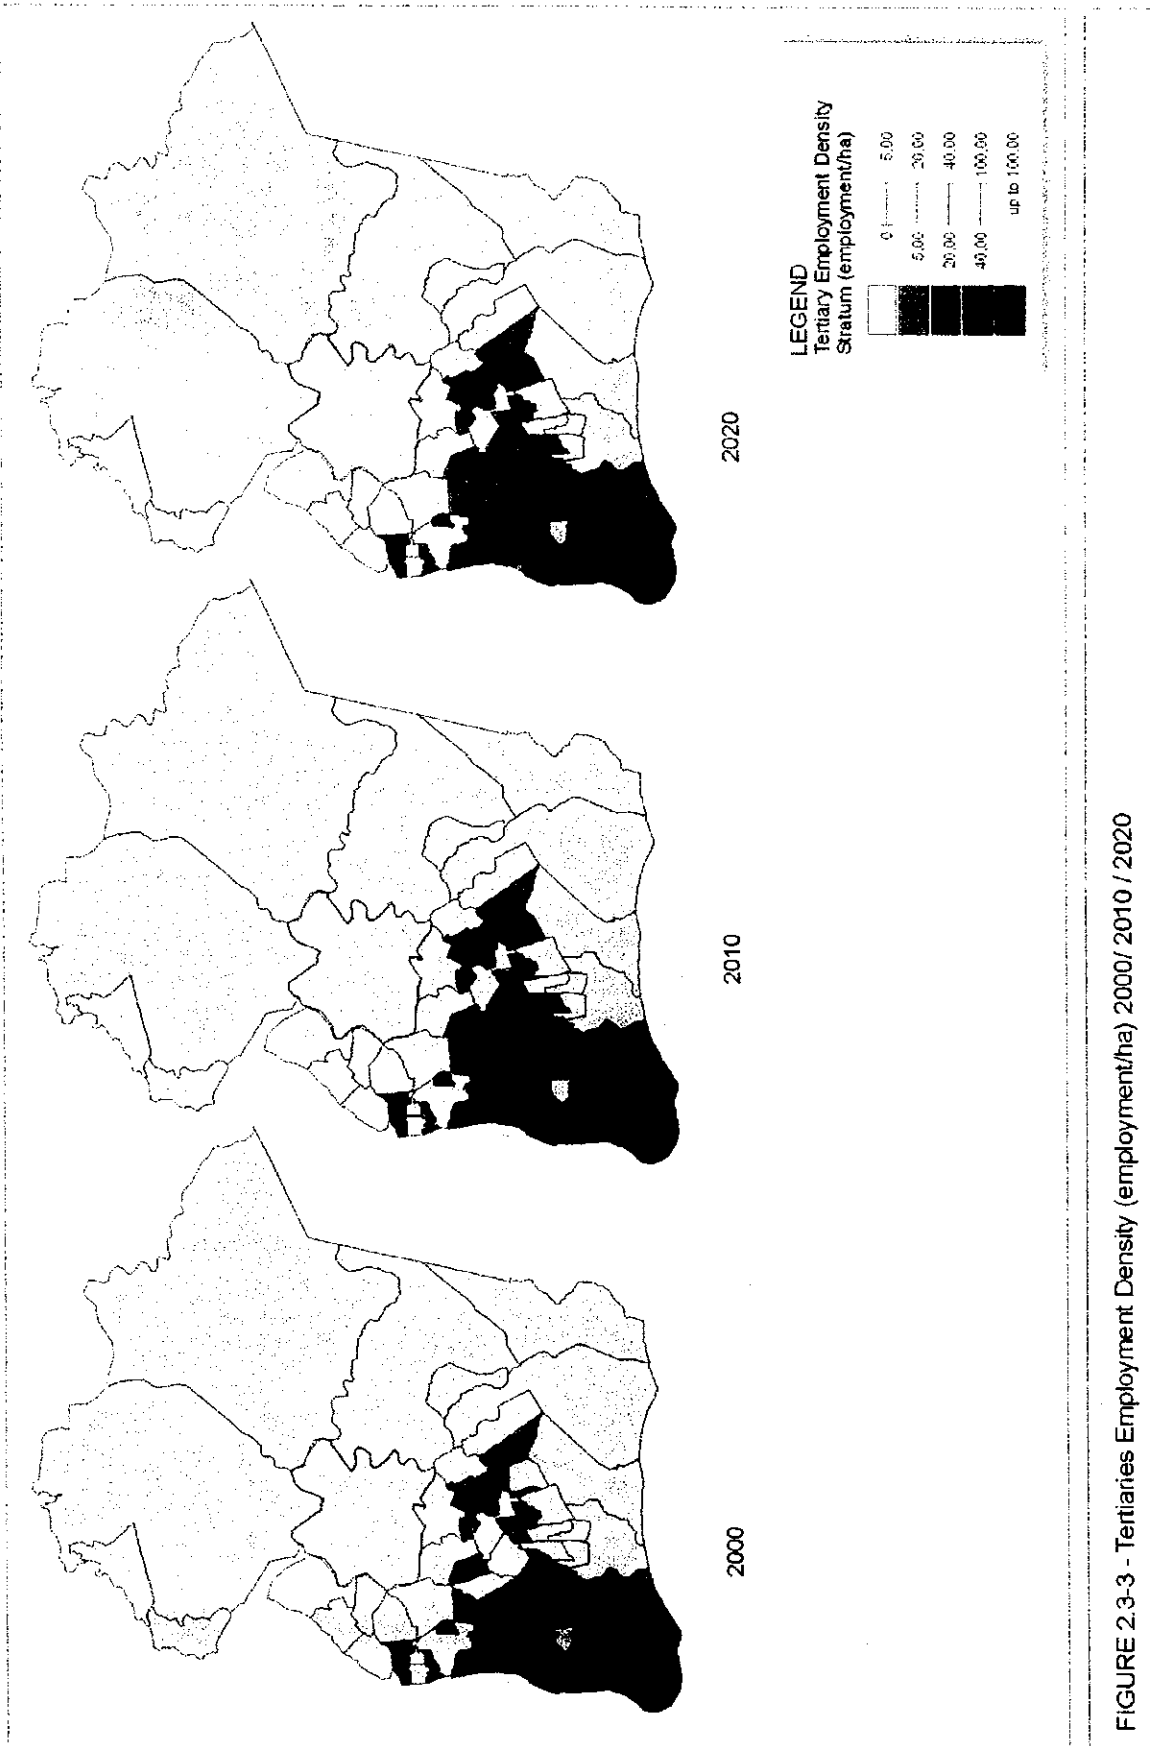 2000
2010
2020
LEGEND
Tertiary Employment Density
Stratum (employment/ha)
0 |—— 5.00
5.00 —— 20.00
20.00 —— 40.00
40.00 —— 100.00
up to 100.00
FIGURE 2.3-3 - Tertiaries Employment Density (employment/ha) 2000/ 2010 / 2020